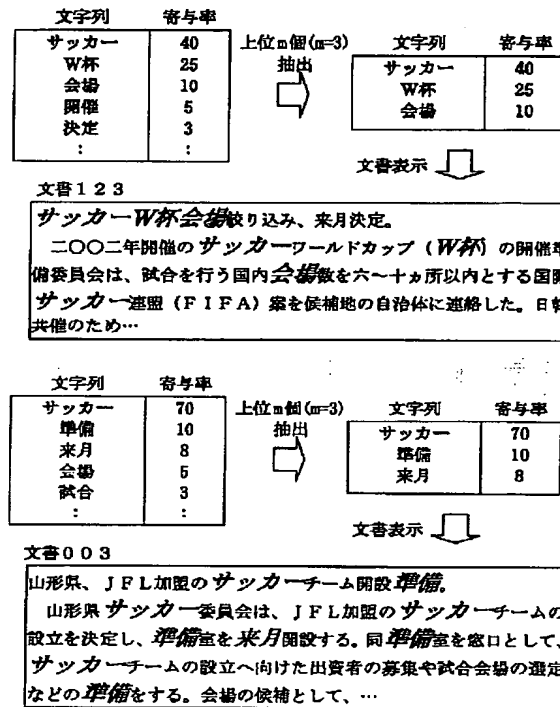 文字列 寄与率
サッカー 40
W杯 25
会場 10
開催 5
決定 3
: :
上位m個(m=3)
抽出
文字列 寄与率
サッカー 40
W杯 25
会場 10
文書表示
文書123
サッカーW杯会場絞り込み、来月決定。
二〇〇二年開催のサッカーワールドカップ（W杯）の開催準
備委員会は、試合を行う国内会場数を六～十ヵ所以内とする国際
サッカー連盟（FIFA）案を候補地の自治体に連絡した。日韓
共催のため…
文字列 寄与率
サッカー 70
準備 10
来月 8
会場 5
試合 3
: :
上位m個(m=3)
抽出
文字列 寄与率
サッカー 70
準備 10
来月 8
文書表示
文書003
山形県、JFL加盟のサッカーチーム開設準備。
山形県サッカー委員会は、JFL加盟のサッカーチームの
設立を決定し、準備室を来月開設する。同準備室を窓口として、
サッカーチームの設立へ向けた出資者の募集や試合会場の選定
などの準備をする。会場の候補として、…